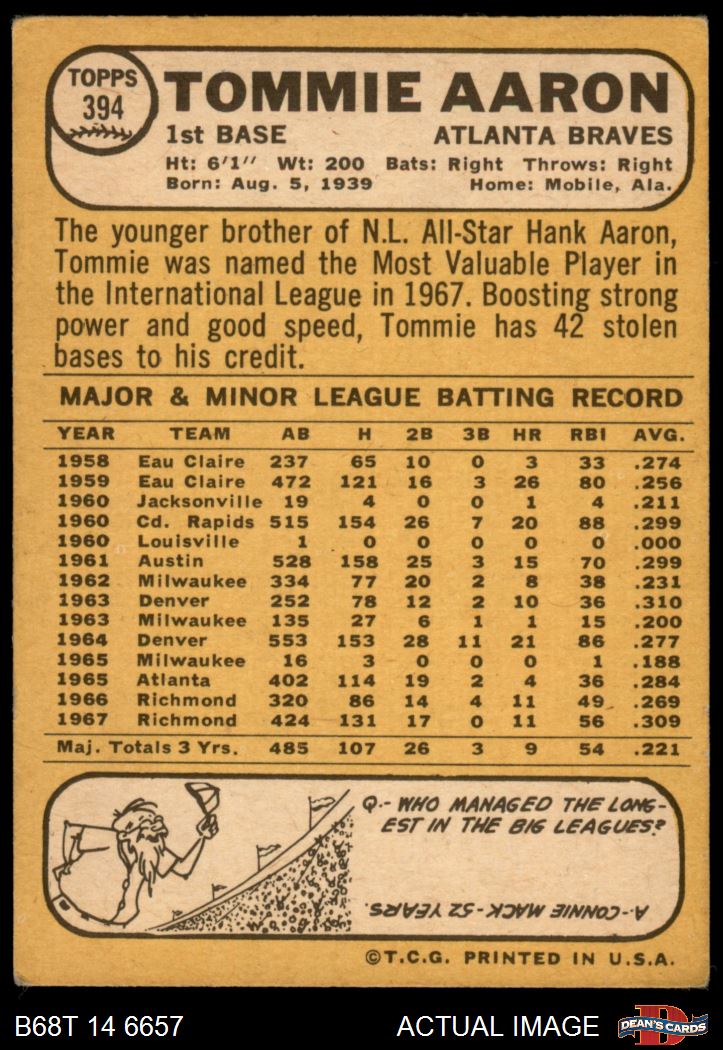 TOPPS
394
TOMMIE AARON
1st BASE ATLANTA BRAVES
Ht: 6'1" Wt: 200 Bats: Right Throws: Right
Born: Aug. 5, 1939 Home: Mobile, Ala.
The younger brother of N.L. All-Star Hank Aaron,
Tommie was named the Most Valuable Player in
the International League in 1967. Boosting strong
power and good speed, Tommie has 42 stolen
bases to his credit.
MAJOR & MINOR LEAGUE BATTING RECORD
YEAR TEAM AB H 2B 3B HR RBI AVG.
1958 Eau Claire 237 65 10 0 3 33 .274
1959 Eau Claire 472 121 16 3 26 80 .256
1960 Jacksonville 19 4 0 0 1 4 .211
1960 Cd. Rapids 515 154 26 7 20 88 .299
1960 Louisville 1 0 0 0 0 0 .000
1961 Austin 528 158 25 3 15 70 .299
1962 Milwaukee 334 77 20 2 8 38 .231
1963 Denver 252 78 12 2 10 36 .310
1963 Milwaukee 135 27 6 1 1 15 .200
1964 Denver 553 153 28 11 21 86 .277
1965 Milwaukee 16 3 0 0 0 1 .188
1965 Atlanta 402 114 19 2 4 36 .284
1966 Richmond 320 86 14 4 11 49 .269
1967 Richmond 424 131 17 0 11 56 .309
Maj. Totals 3 Yrs. 485 107 26 3 9 54 .221
Q.- WHO MANAGED THE LONG-
EST IN THE BIG LEAGUES?
A.- CONNIE MACK - 52 YEARS.
©T.C.G. PRINTED IN U.S.A.
B68T 14 6657 ACTUAL IMAGE DEAN'S CARDS